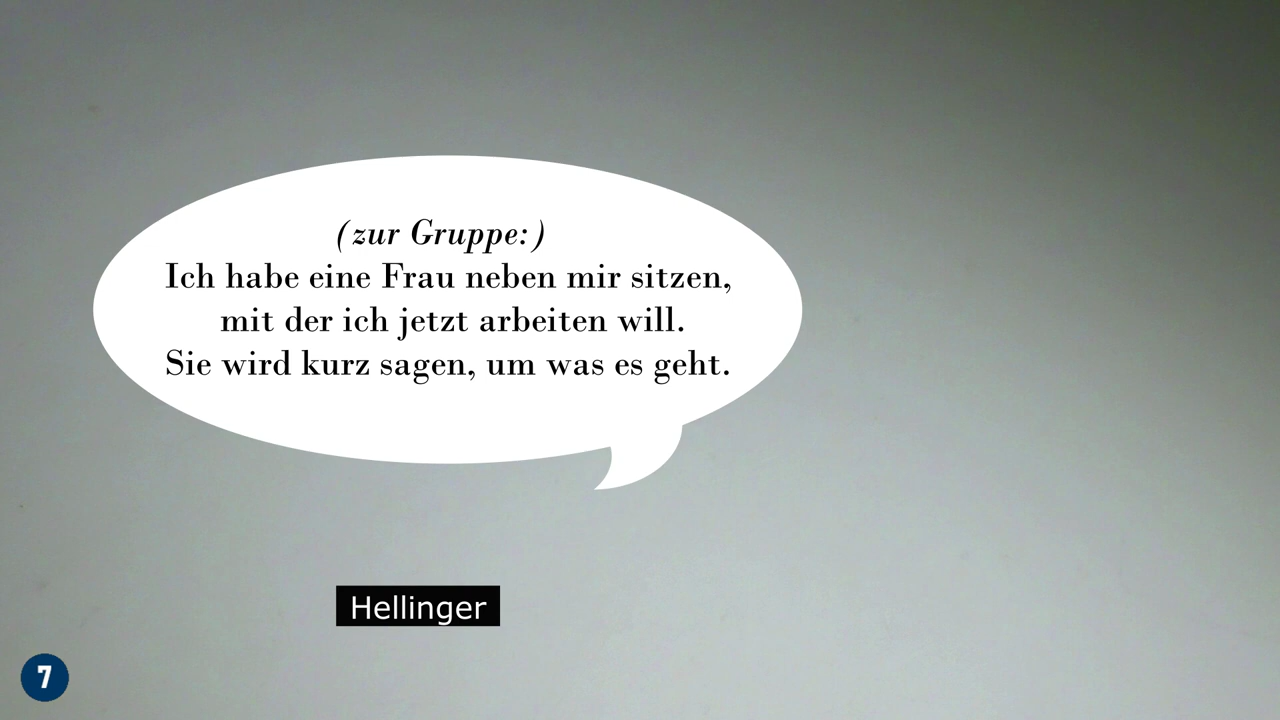 (zur Gruppe:)
Ich habe eine Frau neben mir sitzen,
mit der ich jetzt arbeiten will.
Sie wird kurz sagen, um was es geht.
Hellinger
7